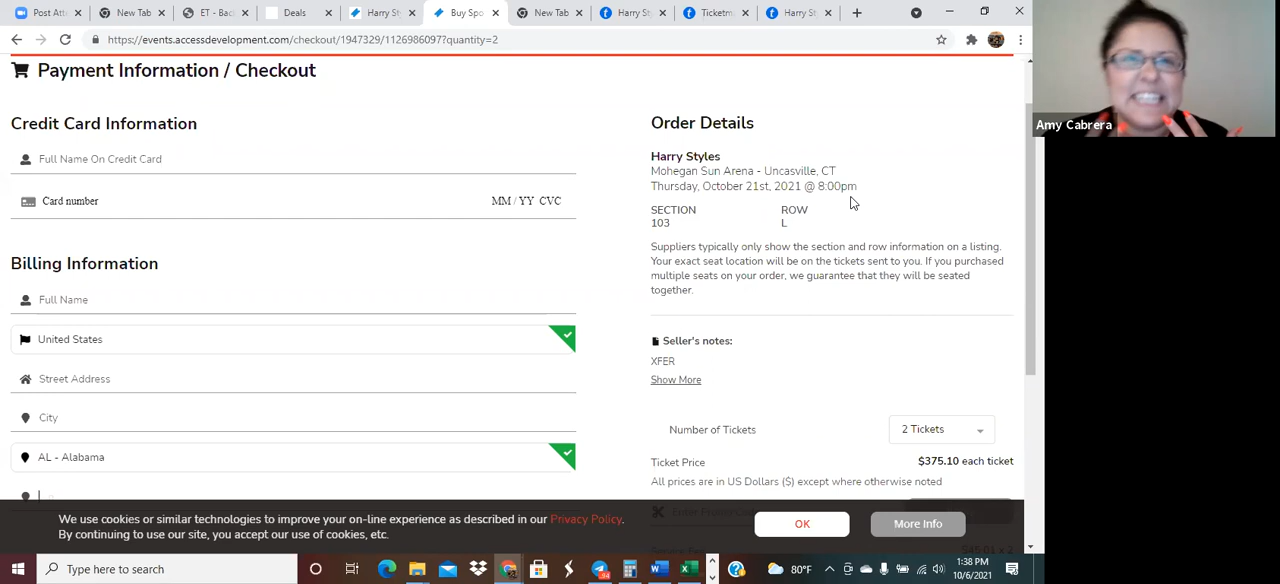 Post Att
New Tab
ET - Bac
Deals
Harry St
Buy Spo
New Tab
Harry Sty
Ticketm
Harry St
https://events.accessdevelopment.com/checkout/1947329/1126986097?quantity=2
Amy Cabrera
Payment Information / Checkout
Credit Card Information
Full Name On Credit Card
Card number
MM / YY CVC
Billing Information
Full Name
United States
Street Address
City
AL - Alabama
Order Details
Harry Styles
Mohegan Sun Arena - Uncasville, CT
Thursday, October 21st, 2021 @ 8:00pm
SECTION ROW
103 L
Suppliers typically only show the section and row information on a listing.
Your exact seat location will be on the tickets sent to you. If you purchased
multiple seats on your order, we guarantee that they will be seated
together.
Seller's notes:
XFER
Show More
Number of Tickets
2 Tickets
Ticket Price
$375.10 each ticket
All prices are in US Dollars ($) except where otherwise noted
We use cookies or similar technologies to improve your on-line experience as described in our Privacy Policy.
By continuing to use our site, you accept our use of cookies, etc.
OK
More Info
Type here to search
80°F
1:38 PM
10/6/2021